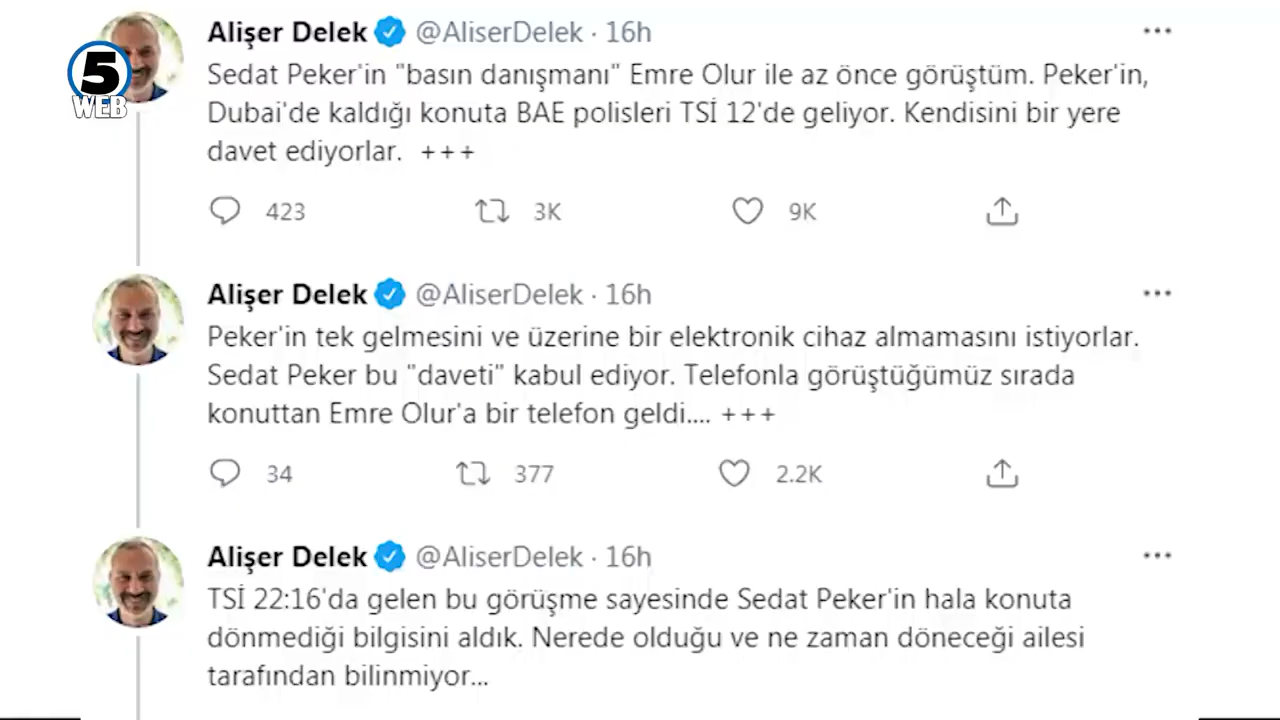 5
WEB
Alişer Delek @AliserDelek · 16h
Sedat Peker'in "basın danışmanı" Emre Olur ile az önce görüştüm. Peker'in,
Dubai'de kaldığı konuta BAE polisleri TSİ 12'de geliyor. Kendisini bir yere
davet ediyorlar. +++
423 3K 9K
Alişer Delek @AliserDelek · 16h
Peker'in tek gelmesini ve üzerine bir elektronik cihaz almamasını istiyorlar.
Sedat Peker bu "daveti" kabul ediyor. Telefonla görüştüğümüz sırada
konuttan Emre Olur'a bir telefon geldi.... +++
34 377 2.2K
Alişer Delek @AliserDelek · 16h
TSİ 22:16'da gelen bu görüşme sayesinde Sedat Peker'in hala konuta
dönmediği bilgisini aldık. Nerede olduğu ve ne zaman döneceği ailesi
tarafından bilinmiyor...